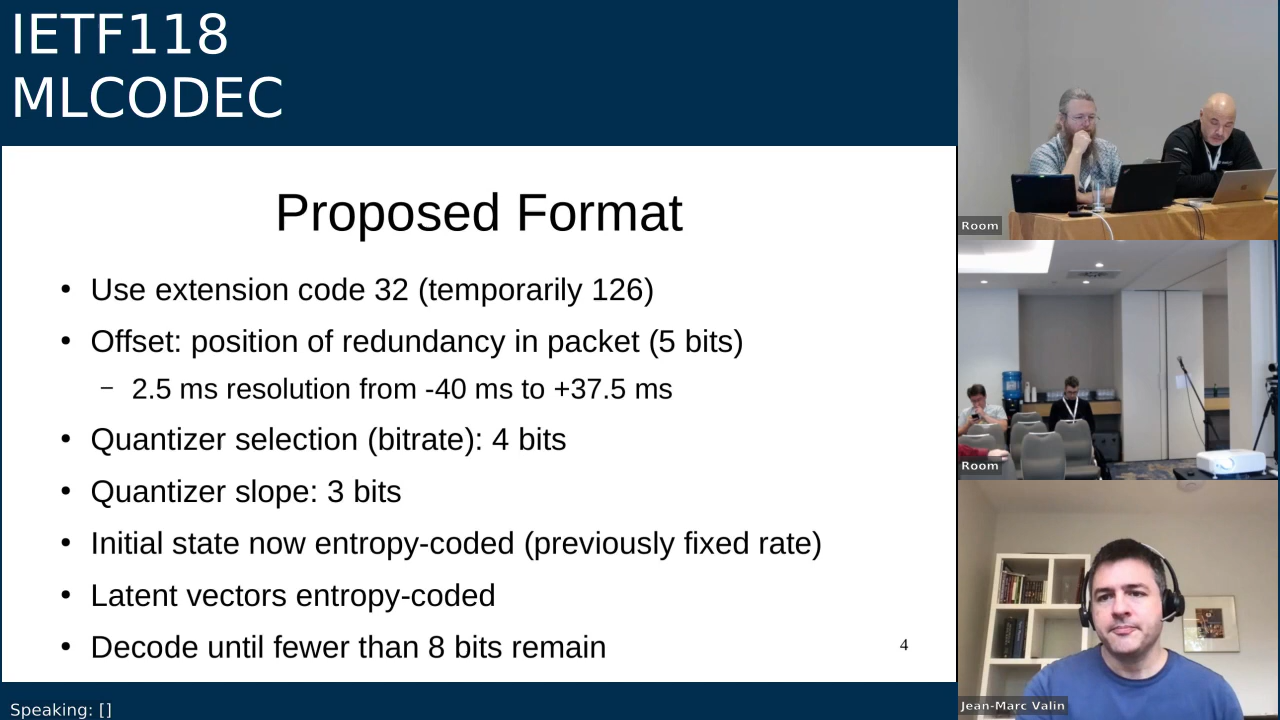 IETF118
MLCODEC
Proposed Format
• Use extension code 32 (temporarily 126)
• Offset: position of redundancy in packet (5 bits)
– 2.5 ms resolution from -40 ms to +37.5 ms
• Quantizer selection (bitrate): 4 bits
• Quantizer slope: 3 bits
• Initial state now entropy-coded (previously fixed rate)
• Latent vectors entropy-coded
• Decode until fewer than 8 bits remain
4
Speaking: []
Room
Room
Jean-Marc Valin